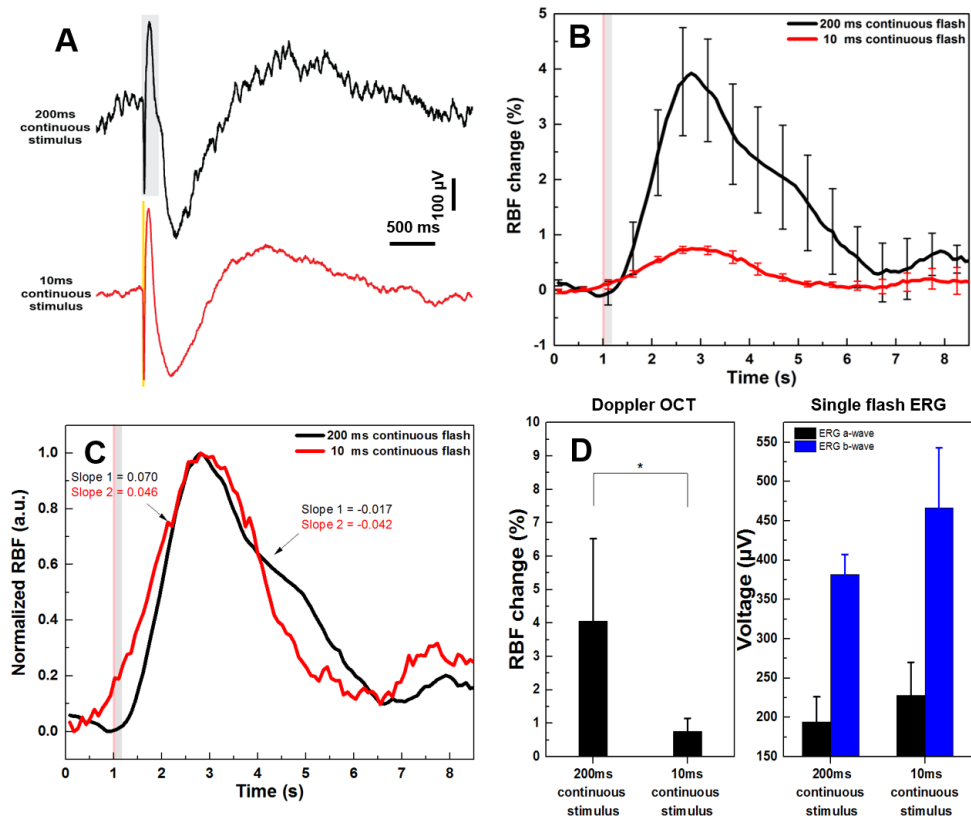 A
200ms
continuous
stimulus
100 µV
500 ms
10ms
continuous
stimulus
B
200 ms continuous flash
10 ms continuous flash
RBF change (%)
5
4
3
2
1
0
-1
0 1 2 3 4 5 6 7 8
Time (s)
C
200 ms continuous flash
10 ms continuous flash
Slope 1 = 0.070
Slope 2 = 0.046
Slope 1 = -0.017
Slope 2 = -0.042
Normalized RBF (a.u.)
1.0
0.8
0.6
0.4
0.2
0.0
0 1 2 3 4 5 6 7 8
Time (s)
D
Doppler OCT
*
RBF change (%)
10
9
8
7
6
5
4
3
2
1
0
200ms
continuous
stimulus
10ms
continuous
stimulus
Single flash ERG
ERG a-wave
ERG b-wave
Voltage (µV)
550
500
450
400
350
300
250
200
150
200ms
continuous
stimulus
10ms
continuous
stimulus